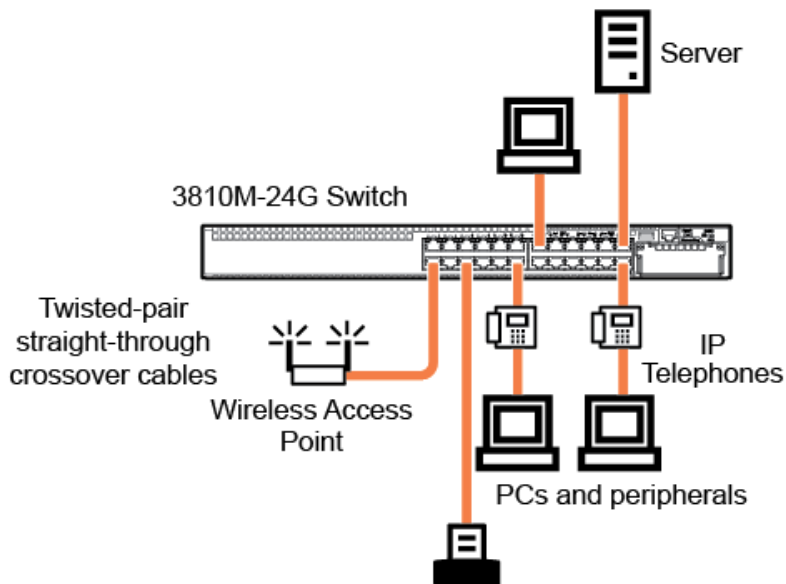 Server
3810M-24G Switch
Twisted-pair
straight-through
crossover cables
Wireless Access
Point
IP
Telephones
PCs and peripherals